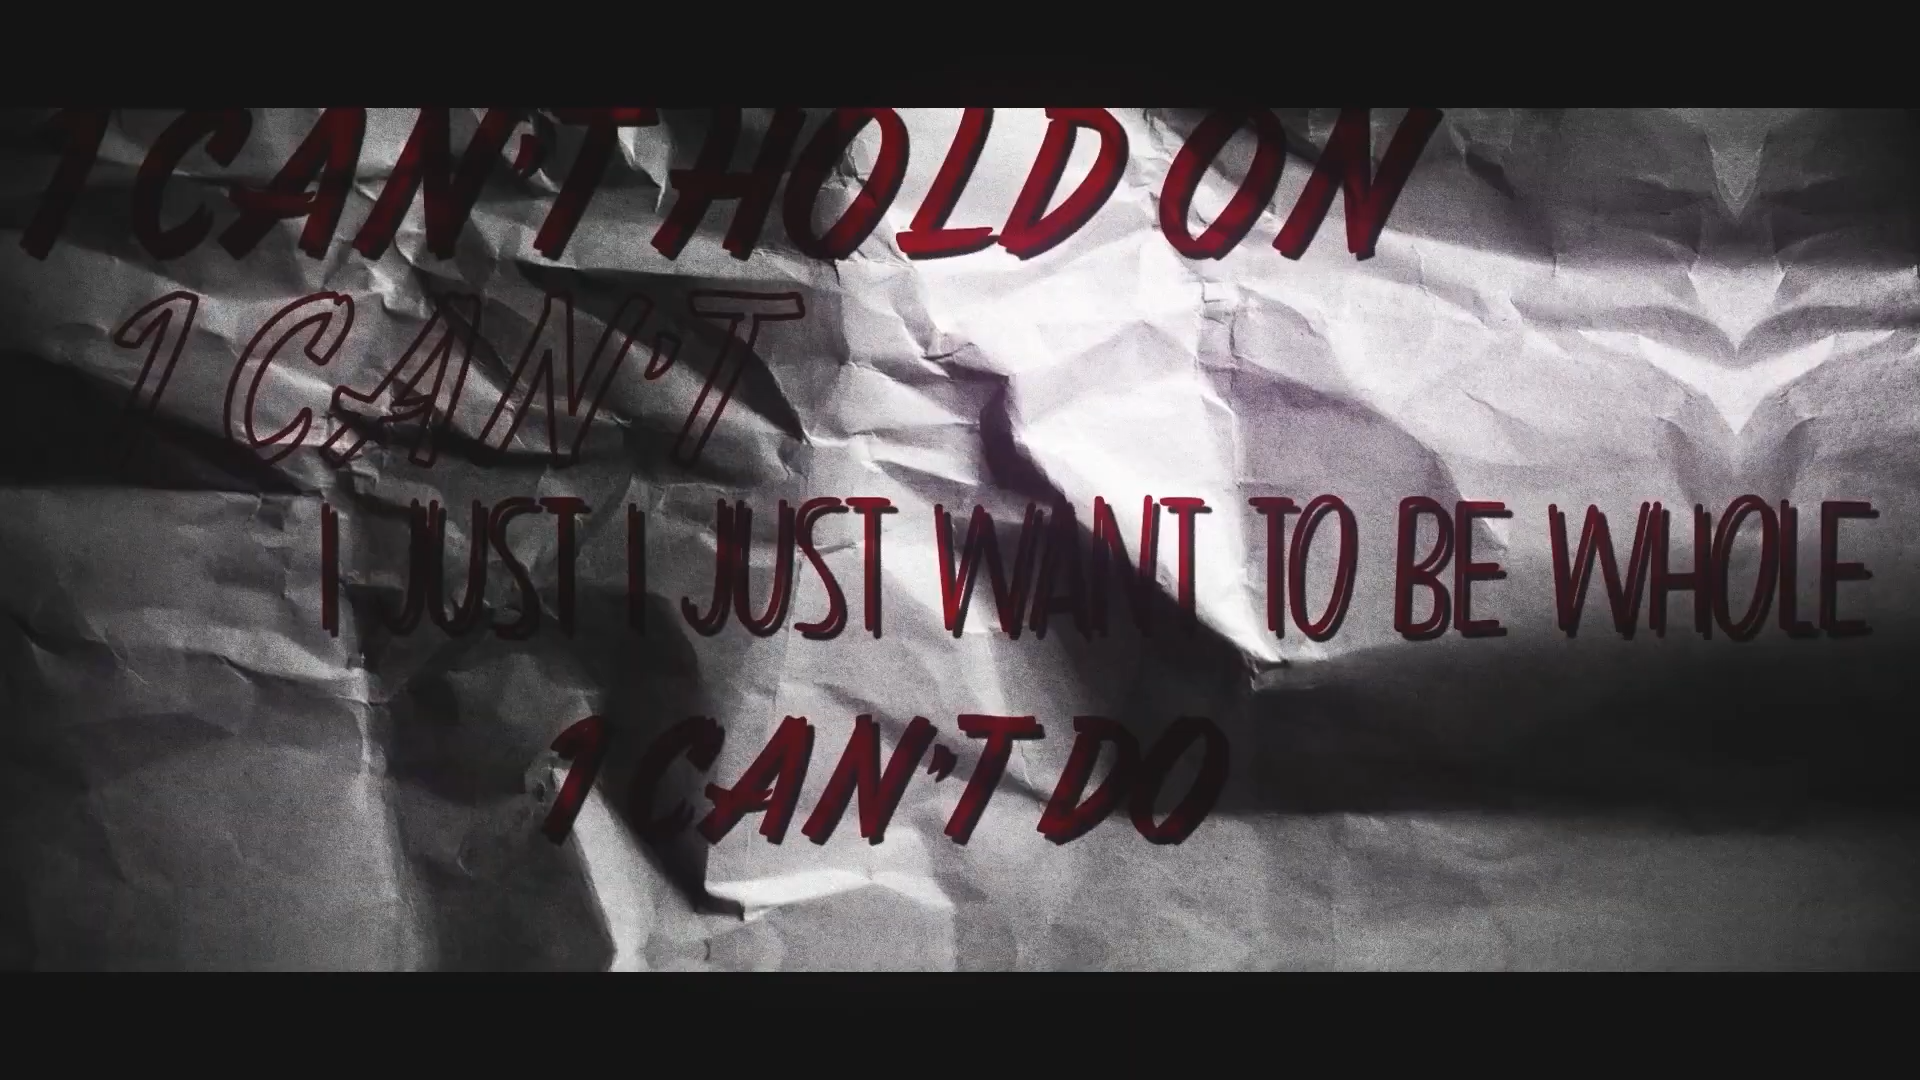 I CAN'T HOLD ON
I CAN'T
I JUST I JUST WANT TO BE WHOLE
I CAN'T DO